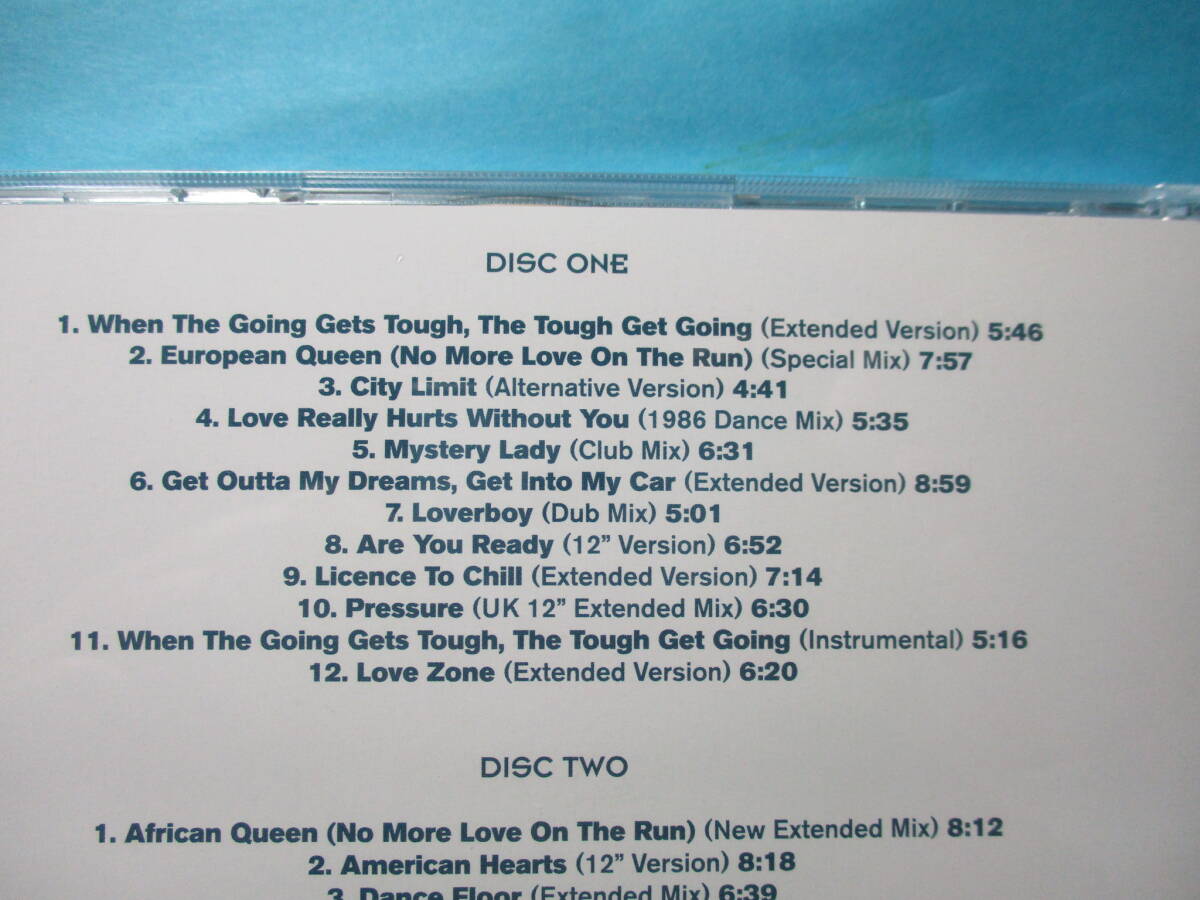 DISC ONE
1. When The Going Gets Tough, The Tough Get Going (Extended Version) 5:46
2. European Queen (No More Love On The Run) (Special Mix) 7:57
3. City Limit (Alternative Version) 4:41
4. Love Really Hurts Without You (1986 Dance Mix) 5:35
5. Mystery Lady (Club Mix) 6:31
6. Get Outta My Dreams, Get Into My Car (Extended Version) 8:59
7. Loverboy (Dub Mix) 5:01
8. Are You Ready (12” Version) 6:52
9. Licence To Chill (Extended Version) 7:14
10. Pressure (UK 12” Extended Mix) 6:30
11. When The Going Gets Tough, The Tough Get Going (Instrumental) 5:16
12. Love Zone (Extended Version) 6:20
DISC TWO
1. African Queen (No More Love On The Run) (New Extended Mix) 8:12
2. American Hearts (12” Version) 8:18
3. Dance Floor (Extended Mix) 6:39